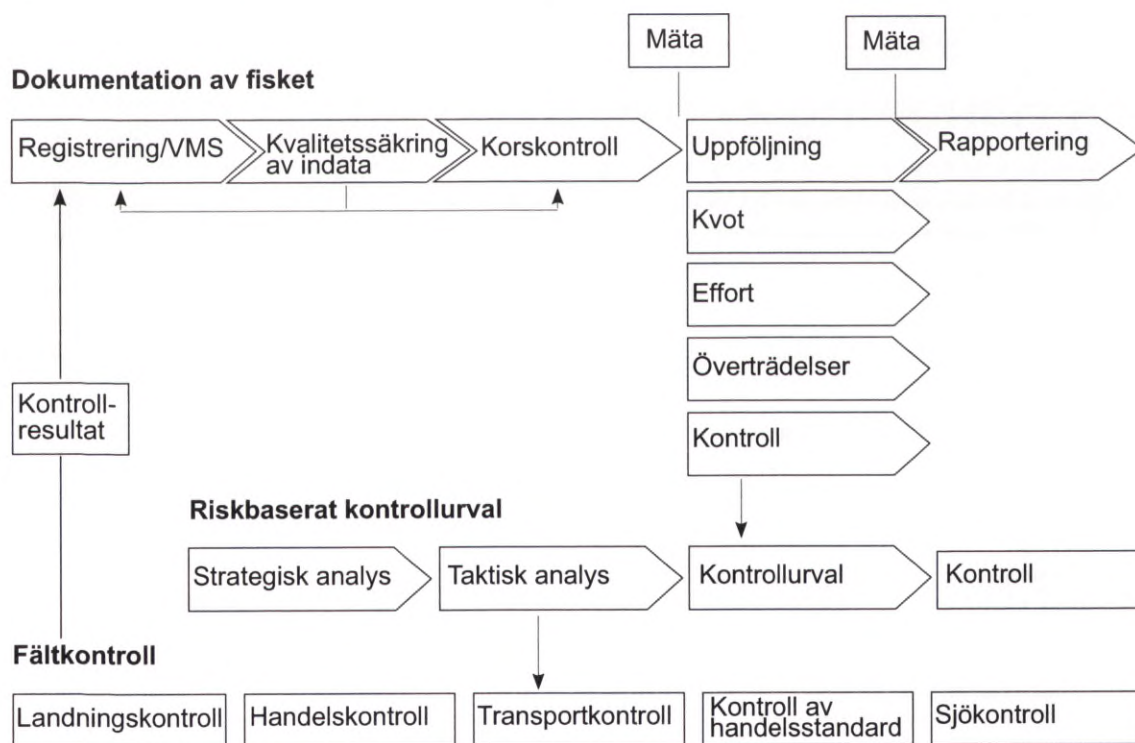 Mäta
Mäta
Dokumentation av fisket
Registrering/VMS
Kvalitetssäkring
av indata
Korskontroll
Uppföljning
Rapportering
Kvot
Effort
Överträdelser
Kontroll
Kontroll-
resultat
Riskbaserat kontrollurval
Strategisk analys
Taktisk analys
Kontrollurval
Kontroll
Fältkontroll
Landningskontroll
Handelskontroll
Transportkontroll
Kontroll av
handelsstandard
Sjökontroll